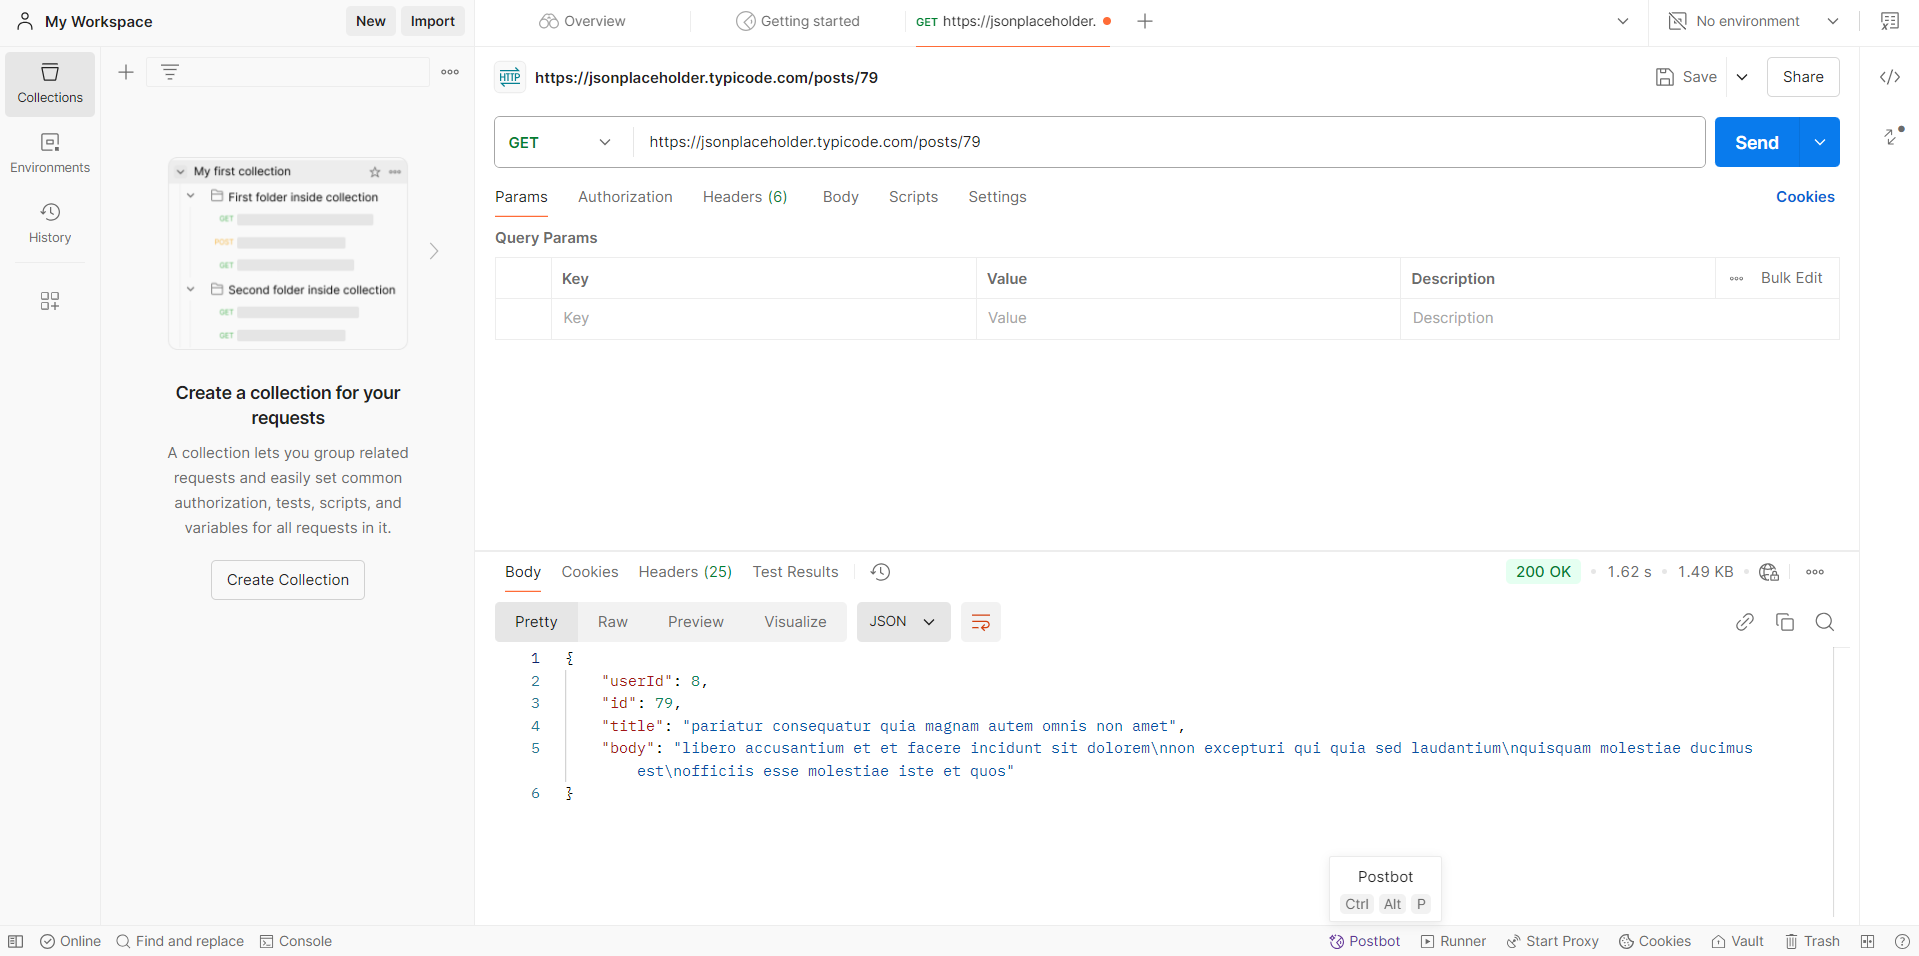 My Workspace
New
Import
Overview
Getting started
GET https://jsonplaceholder.
No environment
Collections
Environments
History
My first collection
First folder inside collection
GET
POST
GET
Second folder inside collection
GET
GET
Create a collection for your
requests
A collection lets you group related
requests and easily set common
authorization, tests, scripts, and
variables for all requests in it.
Create Collection
HTTP
https://jsonplaceholder.typicode.com/posts/79
Save
Share
GET
https://jsonplaceholder.typicode.com/posts/79
Send
Params
Authorization
Headers (6)
Body
Scripts
Settings
Cookies
Query Params
Key
Value
Description
Bulk Edit
Key
Value
Description
Body
Cookies
Headers (25)
Test Results
200 OK
1.62 s
1.49 KB
Pretty
Raw
Preview
Visualize
JSON
1 {
2 "userId": 8,
3 "id": 79,
4 "title": "pariatur consequatur quia magnam autem omnis non amet",
5 "body": "libero accusantium et et facere incidunt sit dolorem\nnon excepturi qui quia sed laudantium\nquisquam molestiae ducimus
est\nofficiis esse molestiae iste et quos"
6 }
Postbot
Ctrl Alt P
Online
Find and replace
Console
Postbot
Runner
Start Proxy
Cookies
Vault
Trash